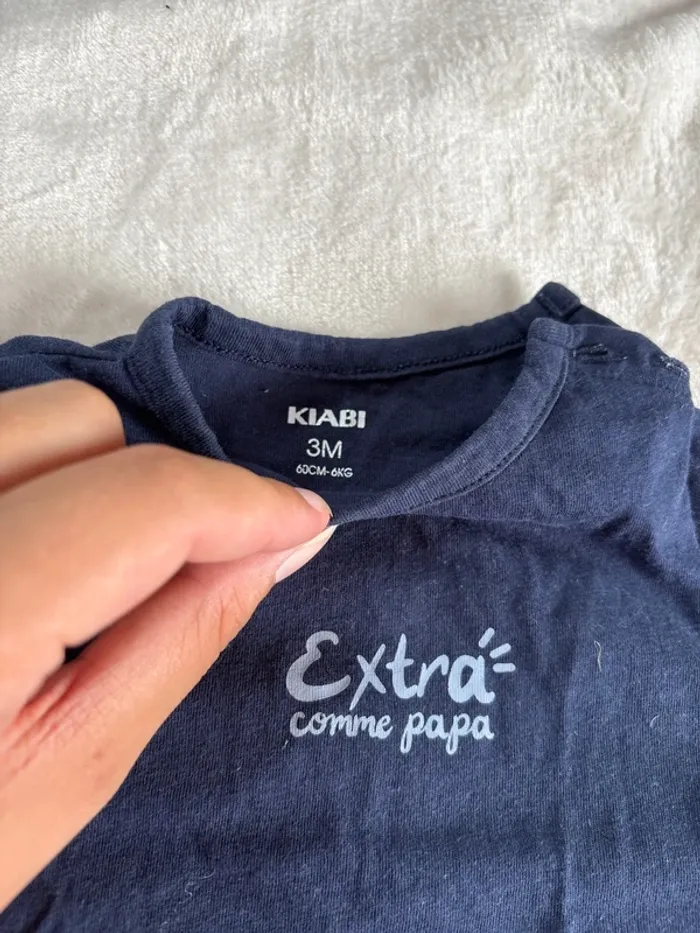 KIABI
3M
60CM-6KG
Extra
comme papa